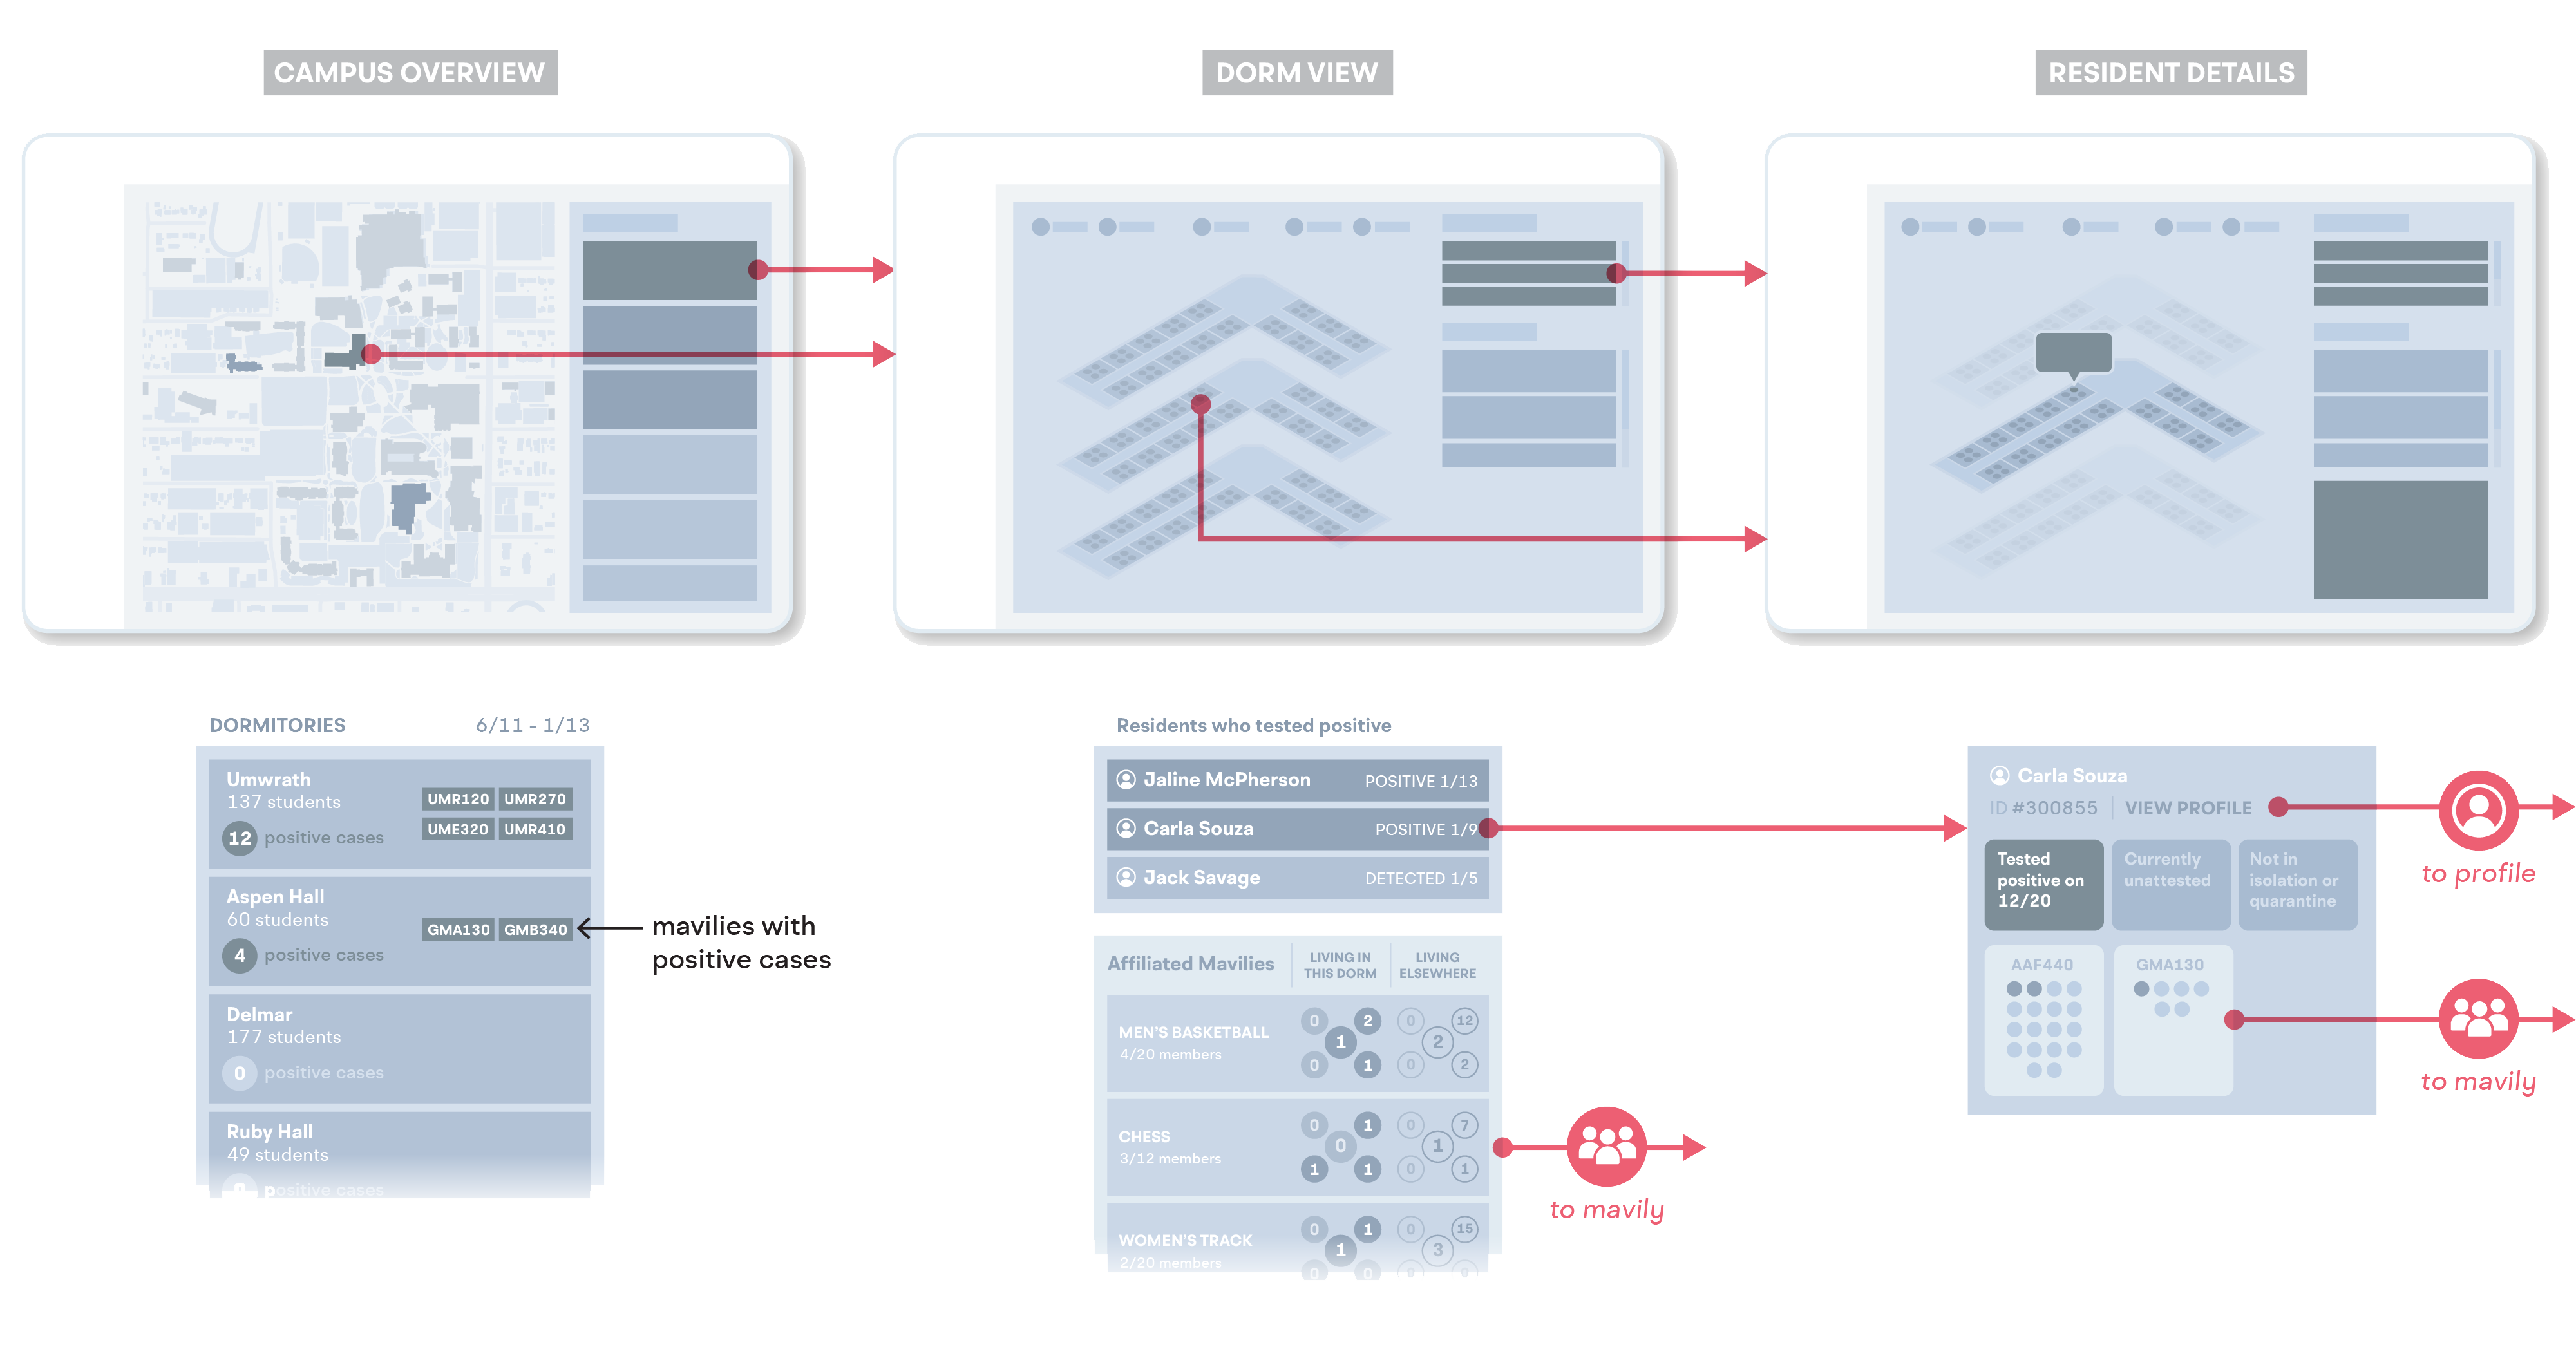 CAMPUS OVERVIEW
DORM VIEW
RESIDENT DETAILS
DORMITORIES 6/11 - 1/13
Umwrath
137 students
UMR120 UMR270
UME320 UMR410
12 positive cases
Aspen Hall
60 students
GMA130 GMB340
4 positive cases
mavilies with
positive cases
Delmar
177 students
0 positive cases
Ruby Hall
49 students
positive cases
Residents who tested positive
Jaline McPherson POSITIVE 1/13
Carla Souza POSITIVE 1/9
Jack Savage DETECTED 1/5
Affiliated Mavilies
LIVING IN
THIS DORM
LIVING
ELSEWHERE
MEN'S BASKETBALL
4/20 members
0 2 0 12
1 2
0 1 0 2
CHESS
3/12 members
0 1 0 7
0 1
1 1 0 1
WOMEN'S TRACK
2/20 members
0 1 0 15
1 3
0 0 0 0
to mavily
Carla Souza
ID #300855 VIEW PROFILE
to profile
Tested
positive on
12/20
Currently
unattested
Not in
isolation or
quarantine
AAF440
GMA130
to mavily